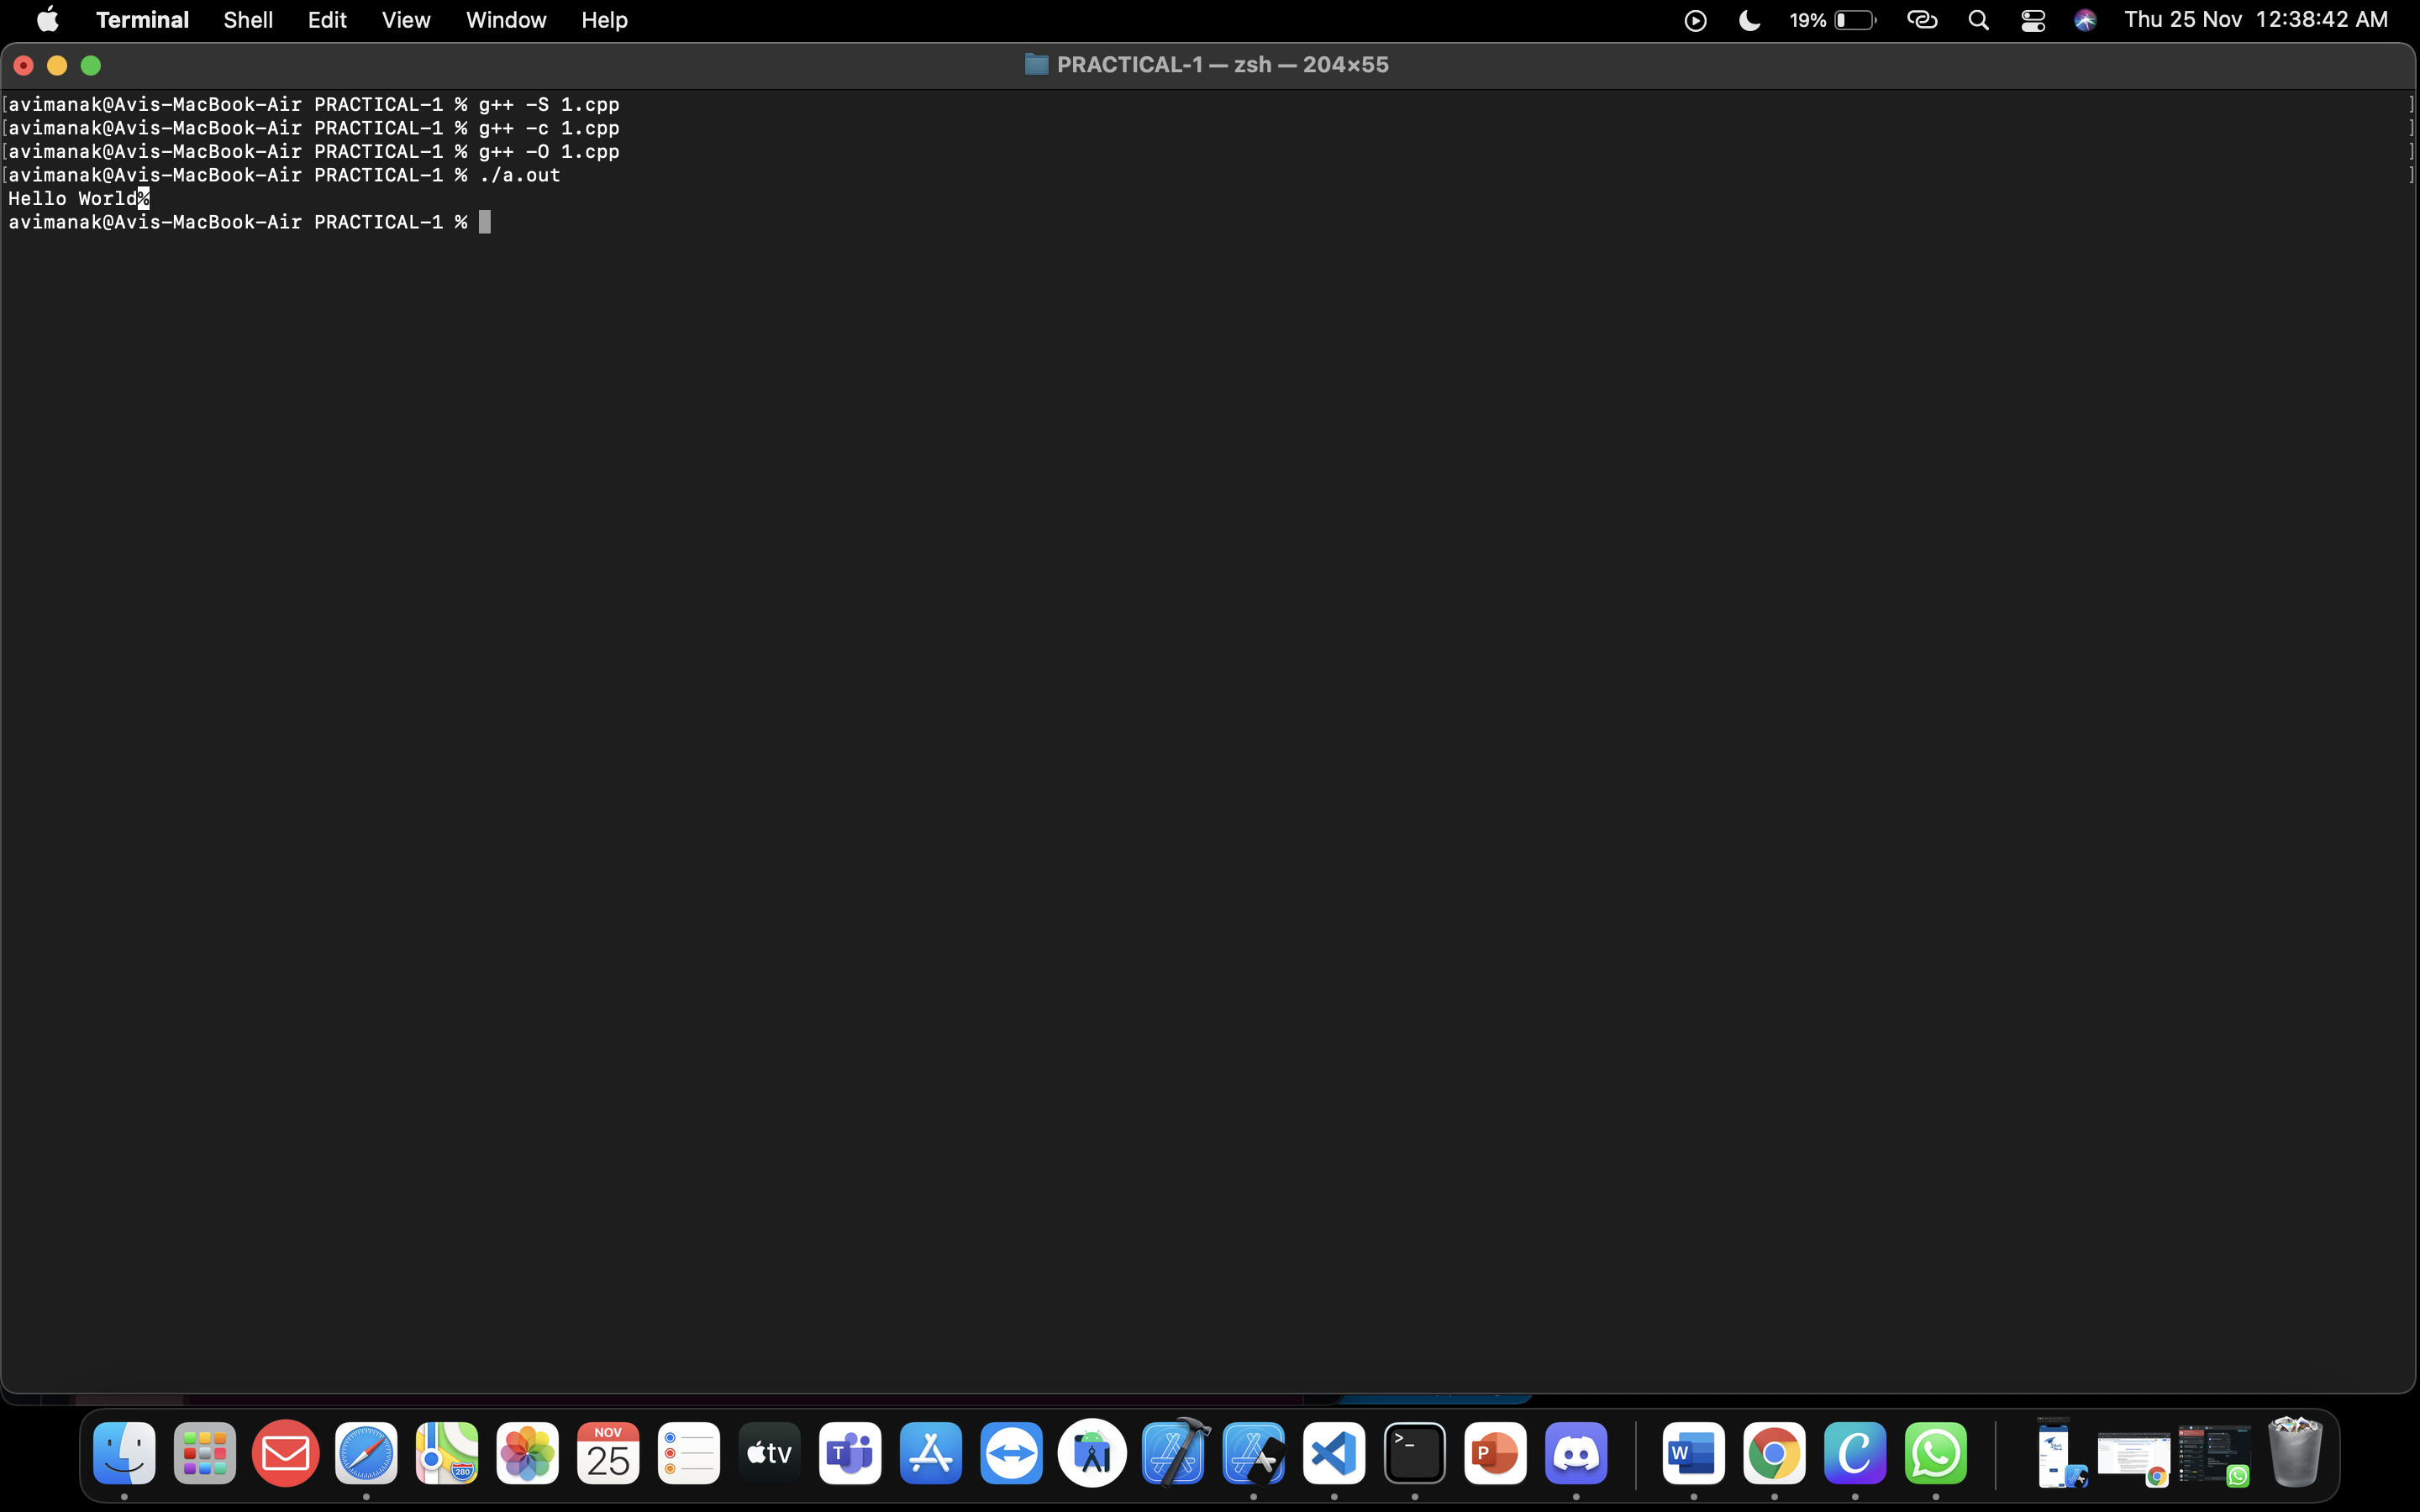 Terminal Shell Edit View Window Help 19% Thu 25 Nov 12:38:42 AM
PRACTICAL-1 — zsh — 204×55
[avimanak@Avis-MacBook-Air PRACTICAL-1 % g++ -S 1.cpp ]
[avimanak@Avis-MacBook-Air PRACTICAL-1 % g++ -c 1.cpp ]
[avimanak@Avis-MacBook-Air PRACTICAL-1 % g++ -O 1.cpp ]
[avimanak@Avis-MacBook-Air PRACTICAL-1 % ./a.out ]
Hello World%
avimanak@Avis-MacBook-Air PRACTICAL-1 %
280
NOV
25
tv
T
>_
P
W
C